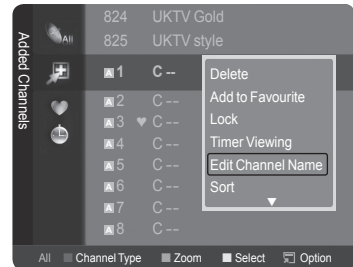 Added Channels
All
824 UKTV Gold
825 UKTV style
A 1 C --
A 2 C --
A 3 ♥ C --
A 4 C --
A 5 C --
A 6 C --
A 7 C --
A 8 C --
Delete
Add to Favourite
Lock
Timer Viewing
Edit Channel Name
Sort
▼
All Channel Type Zoom Select Option